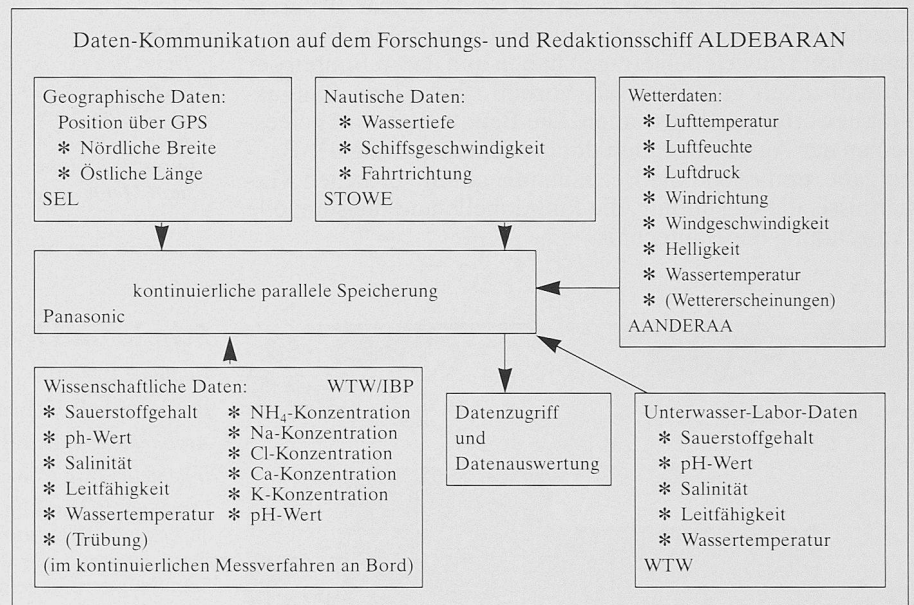 Daten-Kommunikation auf dem Forschungs- und Redaktionsschiff ALDEBARAN
Geographische Daten:
Position über GPS
* Nördliche Breite
* Östliche Länge
SEL
Nautische Daten:
* Wassertiefe
* Schiffsgeschwindigkeit
* Fahrtrichtung
STOWE
Wetterdaten:
* Lufttemperatur
* Luftfeuchte
* Luftdruck
* Windrichtung
* Windgeschwindigkeit
* Helligkeit
* Wassertemperatur
* (Wettererscheinungen)
AANDERAA
kontinuierliche parallele Speicherung
Panasonic
Wissenschaftliche Daten: WTW/IBP
* Sauerstoffgehalt
* ph-Wert
* Salinität
* Leitfähigkeit
* Wassertemperatur
* (Trübung)
* NH₄-Konzentration
* Na-Konzentration
* Cl-Konzentration
* Ca-Konzentration
* K-Konzentration
* pH-Wert
(im kontinuierlichen Messverfahren an Bord)
Datenzugriff
und
Datenauswertung
Unterwasser-Labor-Daten
* Sauerstoffgehalt
* pH-Wert
* Salinität
* Leitfähigkeit
* Wassertemperatur
WTW